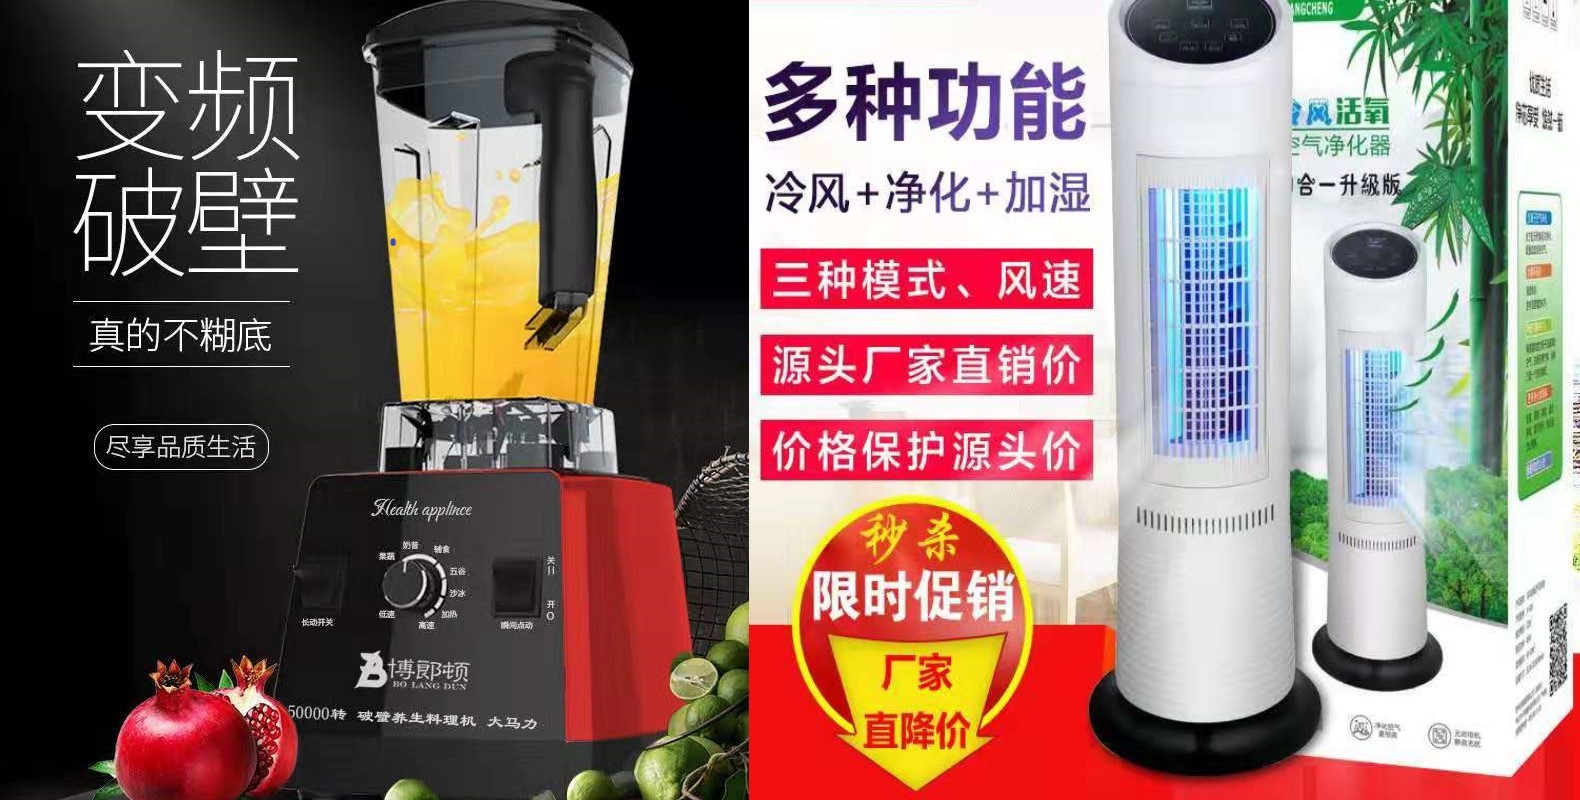 变频
破壁
真的不糊底
尽享品质生活
Health applince
奶昔
果蔬
辅食
五谷
沙冰
加热
高速
低速
长动开关
关
开
瞬间点动
博郎顿
BO LANG DUN
50000转 破壁养生料理机 大马力
多种功能
冷风+净化+加湿
三种模式、风速
源头厂家直销价
价格保护源头价
秒杀
限时促销
厂家
直降价
ANGCHENG
冷风活氧
空气净化器
合一升级版
优质生活